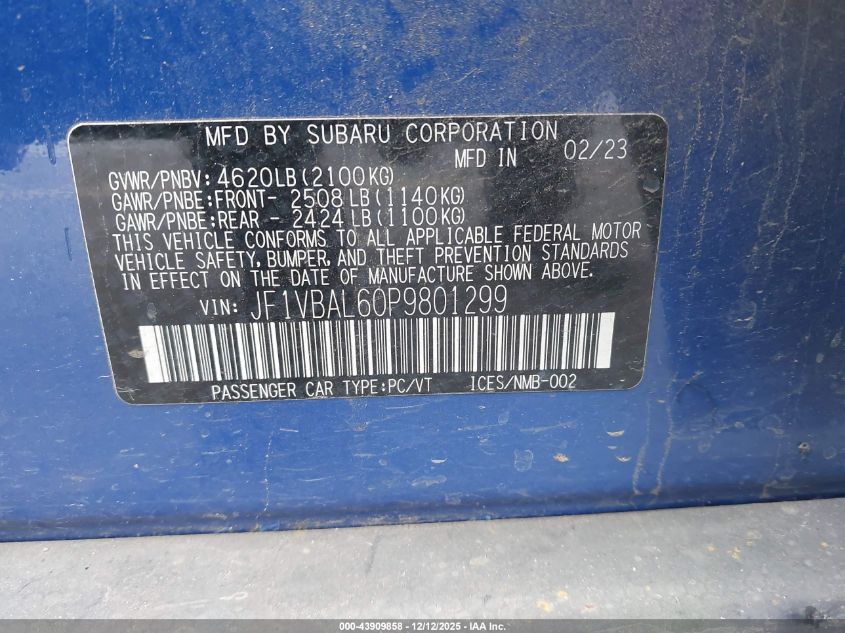 MFD BY SUBARU CORPORATION
MFD IN 02/23
GVWR/PNBV: 4620LB(2100KG)
GAWR/PNBE:FRONT- 2508LB(1140KG)
GAWR/PNBE:REAR - 2424LB(1100KG)
THIS VEHICLE CONFORMS TO ALL APPLICABLE FEDERAL MOTOR
VEHICLE SAFETY, BUMPER, AND THEFT PREVENTION STANDARDS
IN EFFECT ON THE DATE OF MANUFACTURE SHOWN ABOVE.
VIN: JF1VBAL60P9801299
PASSENGER CAR TYPE:PC/VT ICES/NMB-002
000-43909858 - 12/12/2025 - IAA Inc.